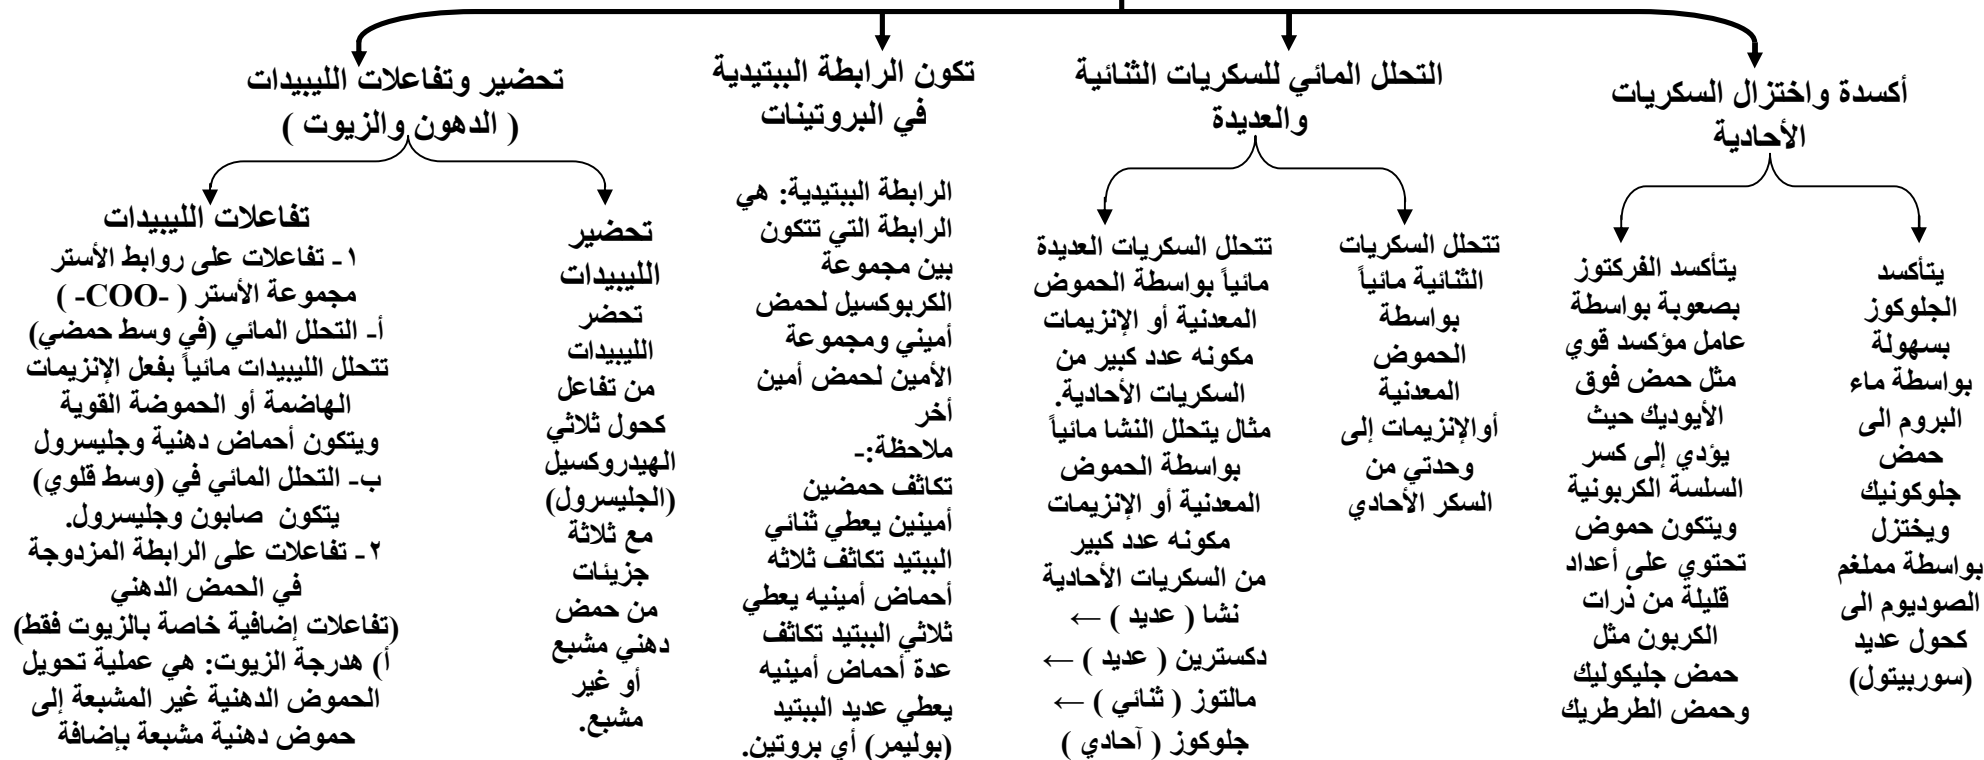 أكسدة واختزال السكريات
الأحادية
يتأكسد
الجلوكوز
بسهولة
بواسطة ماء
البروم الى
حمض
جلوكونيك
ويختزل
بواسطة مملغم
الصوديوم الى
كحول عديد
(سوربيتول)
يتأكسد الفركتوز
بصعوبة بواسطة
عامل مؤكسد قوي
مثل حمض فوق
الأيوديك حيث
يؤدي إلى كسر
السلسة الكربونية
ويتكون حموض
تحتوي على أعداد
قليلة من ذرات
الكربون مثل
حمض جليكوليك
وحمض الطرطريك
التحلل المائي للسكريات الثنائية
والعديدة
تتحلل السكريات
الثنائية مائياً
بواسطة
الحموض
المعدنية
أوالإنزيمات إلى
وحدتي من
السكر الأحادي
تتحلل السكريات العديدة
مائياً بواسطة الحموض
المعدنية أو الإنزيمات
مكونه عدد كبير من
السكريات الأحادية.
مثال يتحلل النشا مائياً
بواسطة الحموض
المعدنية أو الإنزيمات
مكونه عدد كبير
من السكريات الأحادية
نشا ( عديد ) ←
دكسترين ( عديد ) ←
مالتوز ( ثنائي ) ←
جلوكوز ( آحادي )
تكون الرابطة الببتيدية
في البروتينات
الرابطة الببتيدية: هي
الرابطة التي تتكون
بين مجموعة
الكربوكسيل لحمض
أميني ومجموعة
الأمين لحمض أمين
أخر
ملاحظة:-
تكاثف حمضين
أمينين يعطي ثنائي
الببتيد تكاثف ثلاثه
أحماض أمينيه يعطي
ثلاثي الببتيد تكاثف
عدة أحماض أمينيه
يعطي عديد الببتيد
(بوليمر) أي بروتين.
تحضير وتفاعلات الليبيدات
( الدهون والزيوت )
تحضير
الليبيدات
تحضر
الليبيدات
من تفاعل
كحول ثلاثي
الهيدروكسيل
(الجليسرول)
مع ثلاثة
جزيئات
من حمض
دهني مشبع
أو غير
مشبع.
تفاعلات الليبيدات
١- تفاعلات على روابط الأستر
مجموعة الأستر ( -COO- )
أ- التحلل المائي (في وسط حمضي)
تتحلل الليبيدات مائياً بفعل الإنزيمات
الهاضمة أو الحموضة القوية
ويتكون أحماض دهنية وجليسرول
ب- التحلل المائي في (وسط قلوي)
يتكون صابون وجليسرول.
٢- تفاعلات على الرابطة المزدوجة
في الحمض الدهني
(تفاعلات إضافية خاصة بالزيوت فقط)
أ) هدرجة الزيوت: هي عملية تحويل
الحموض الدهنية غير المشبعة إلى
حموض دهنية مشبعة بإضافة